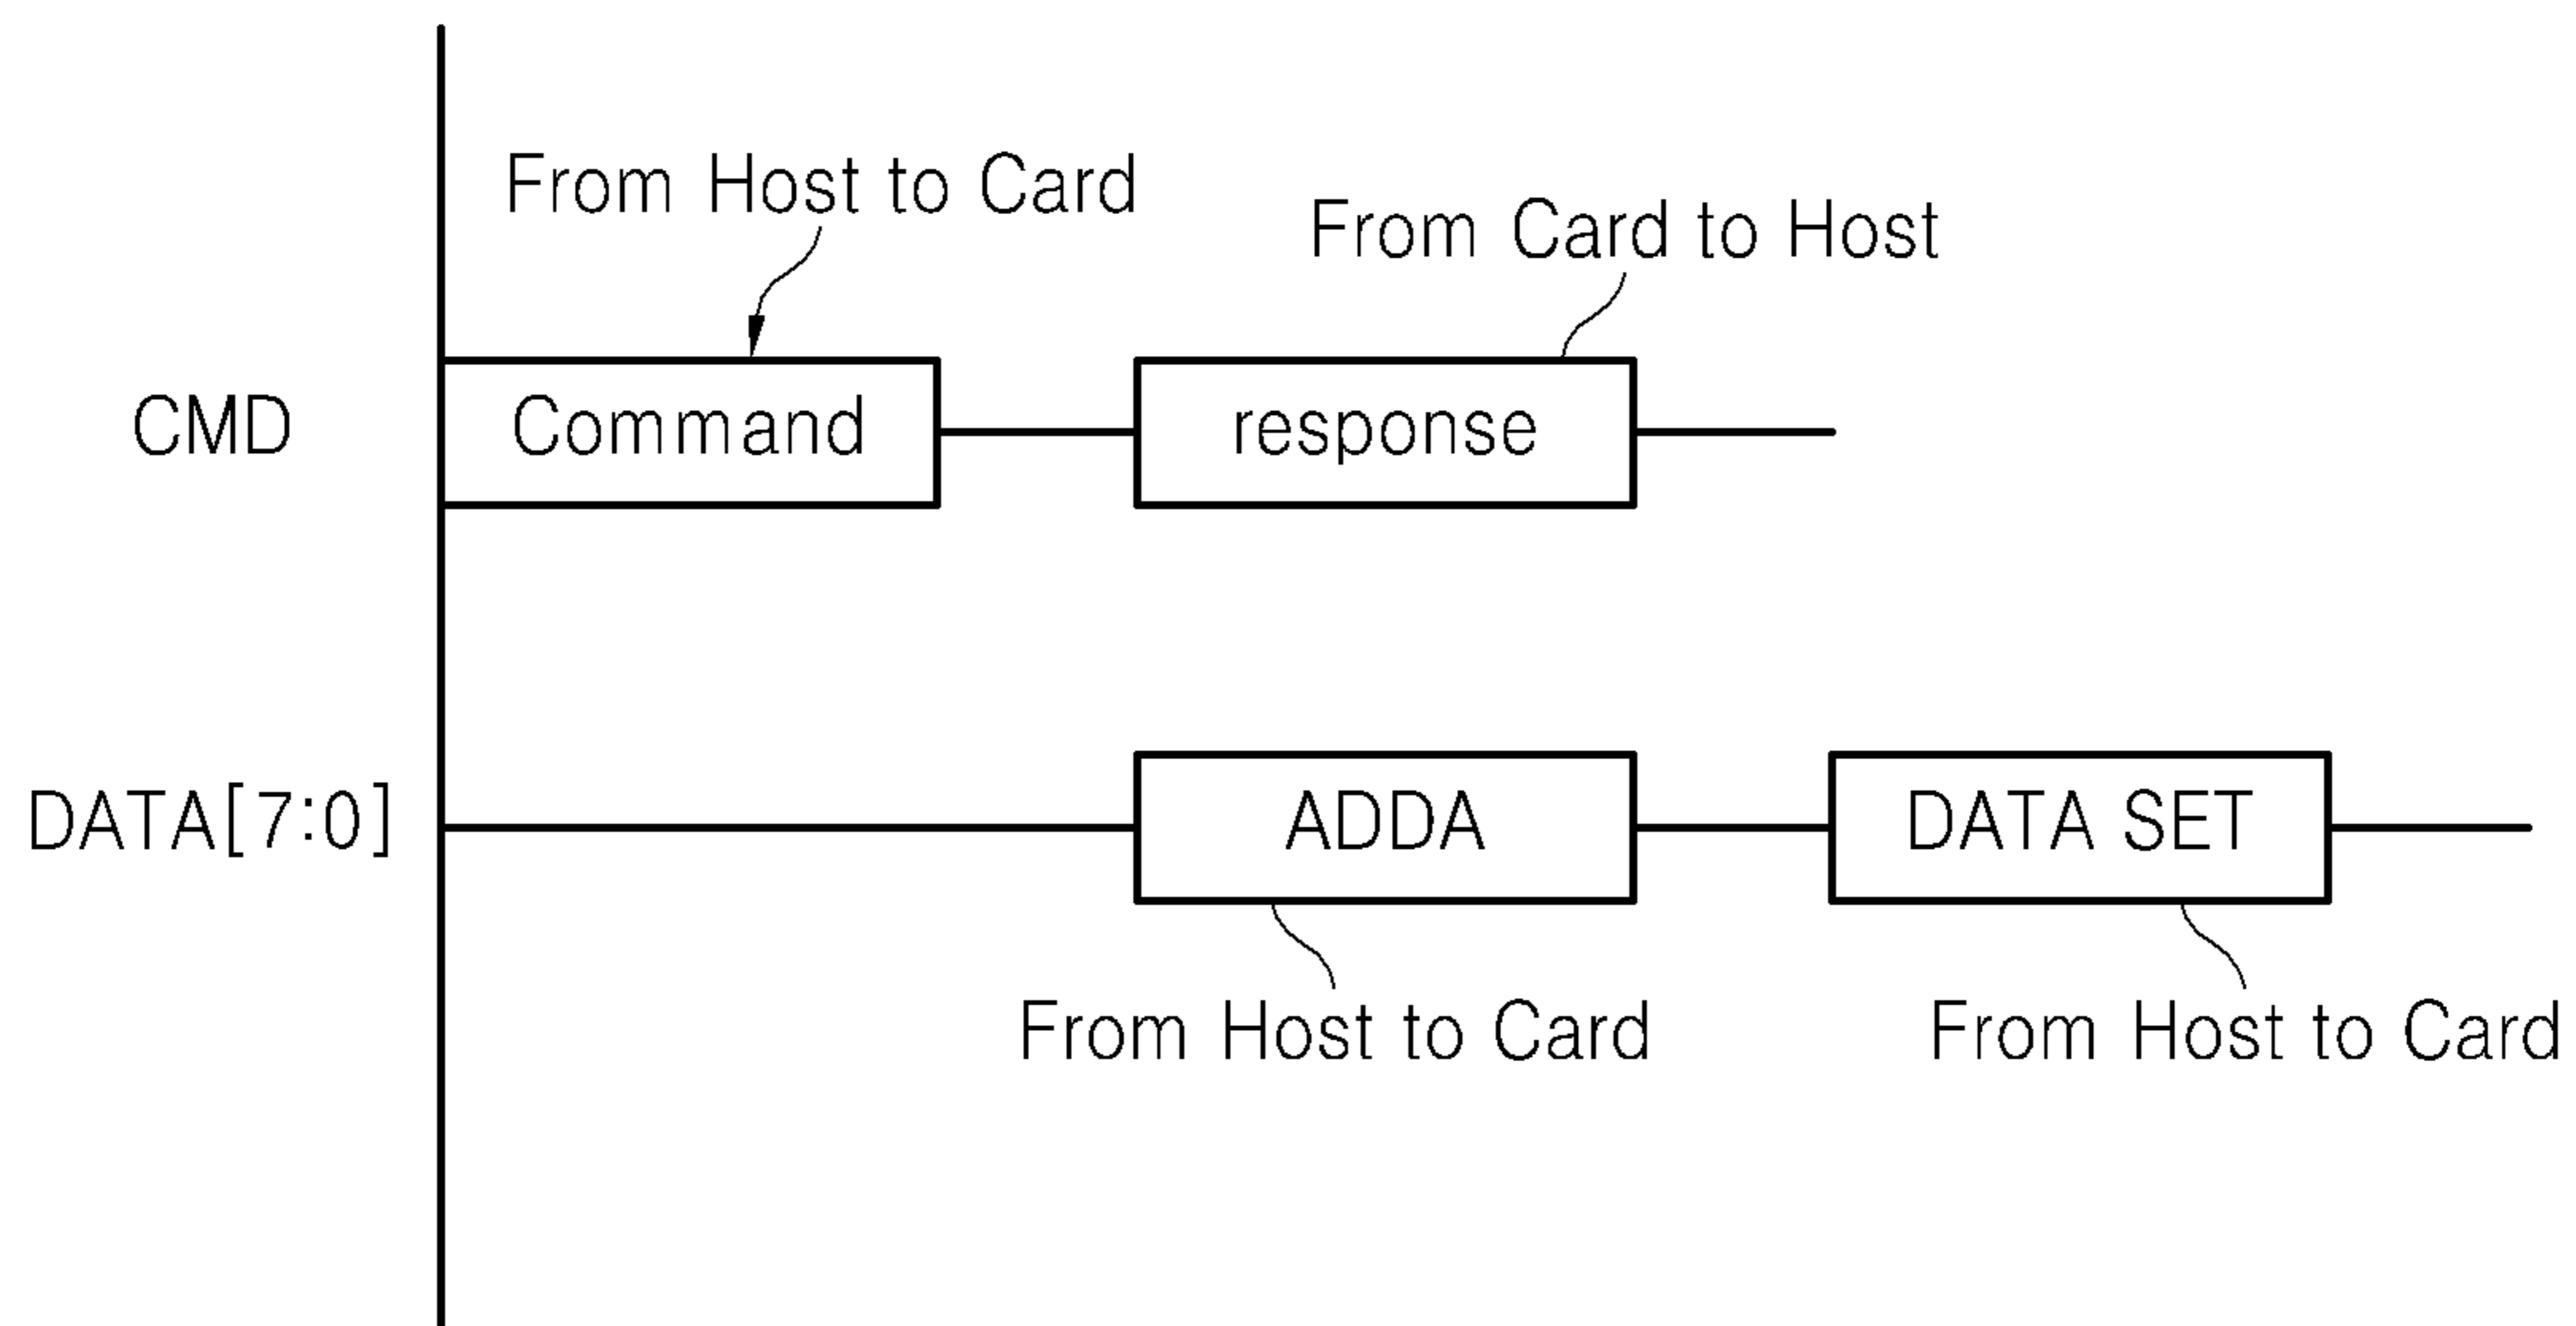 From Host to Card
From Card to Host
CMD
Command
response
DATA[7:0]
ADDA
DATA SET
From Host to Card
From Host to Card